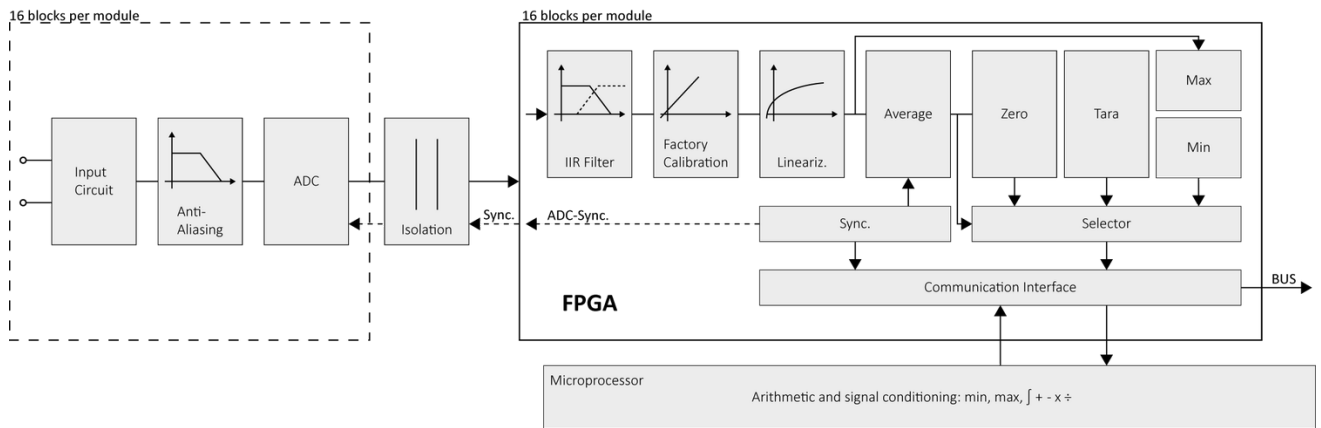 16 blocks per module
Input
Circuit
Anti-
Aliasing
ADC
Isolation
Sync.
16 blocks per module
IIR Filter
Factory
Calibration
Lineariz.
Average
Zero
Tara
Max
Min
ADC-Sync.
Sync.
Selector
Communication Interface
BUS
FPGA
Microprocessor
Arithmetic and signal conditioning: min, max, ∫ + - x ÷